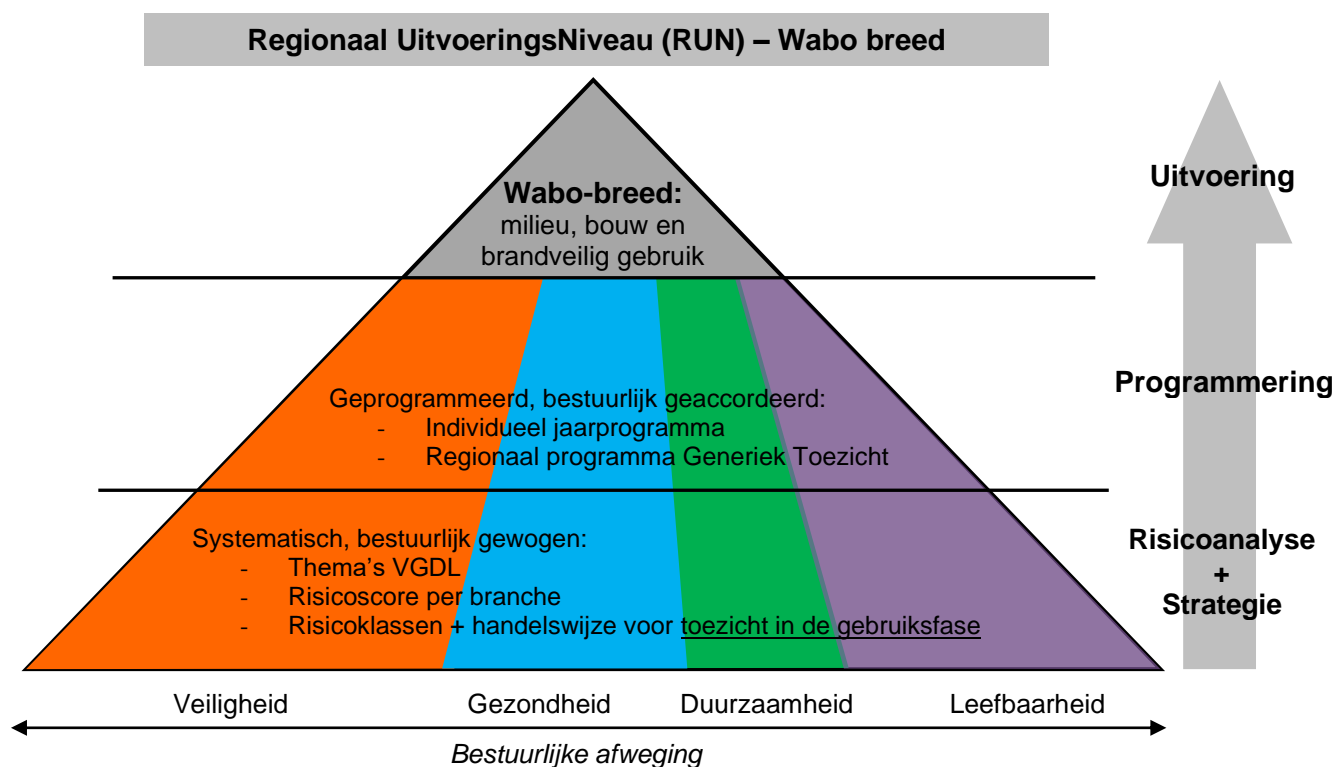 Regionaal UitvoeringsNiveau (RUN) – Wabo breed
Uitvoering
Wabo-breed:
milieu, bouw en
brandveilig gebruik
Programmering
Geprogrammeerd, bestuurlijk geaccordeerd:
- Individueel jaarprogramma
- Regionaal programma Generiek Toezicht
Risicoanalyse
+
Strategie
Systematisch, bestuurlijk gewogen:
- Thema's VGDL
- Risicoscore per branche
- Risicoklassen + handelswijze voor toezicht in de gebruiksfase
Veiligheid Gezondheid Duurzaamheid Leefbaarheid
Bestuurlijke afweging